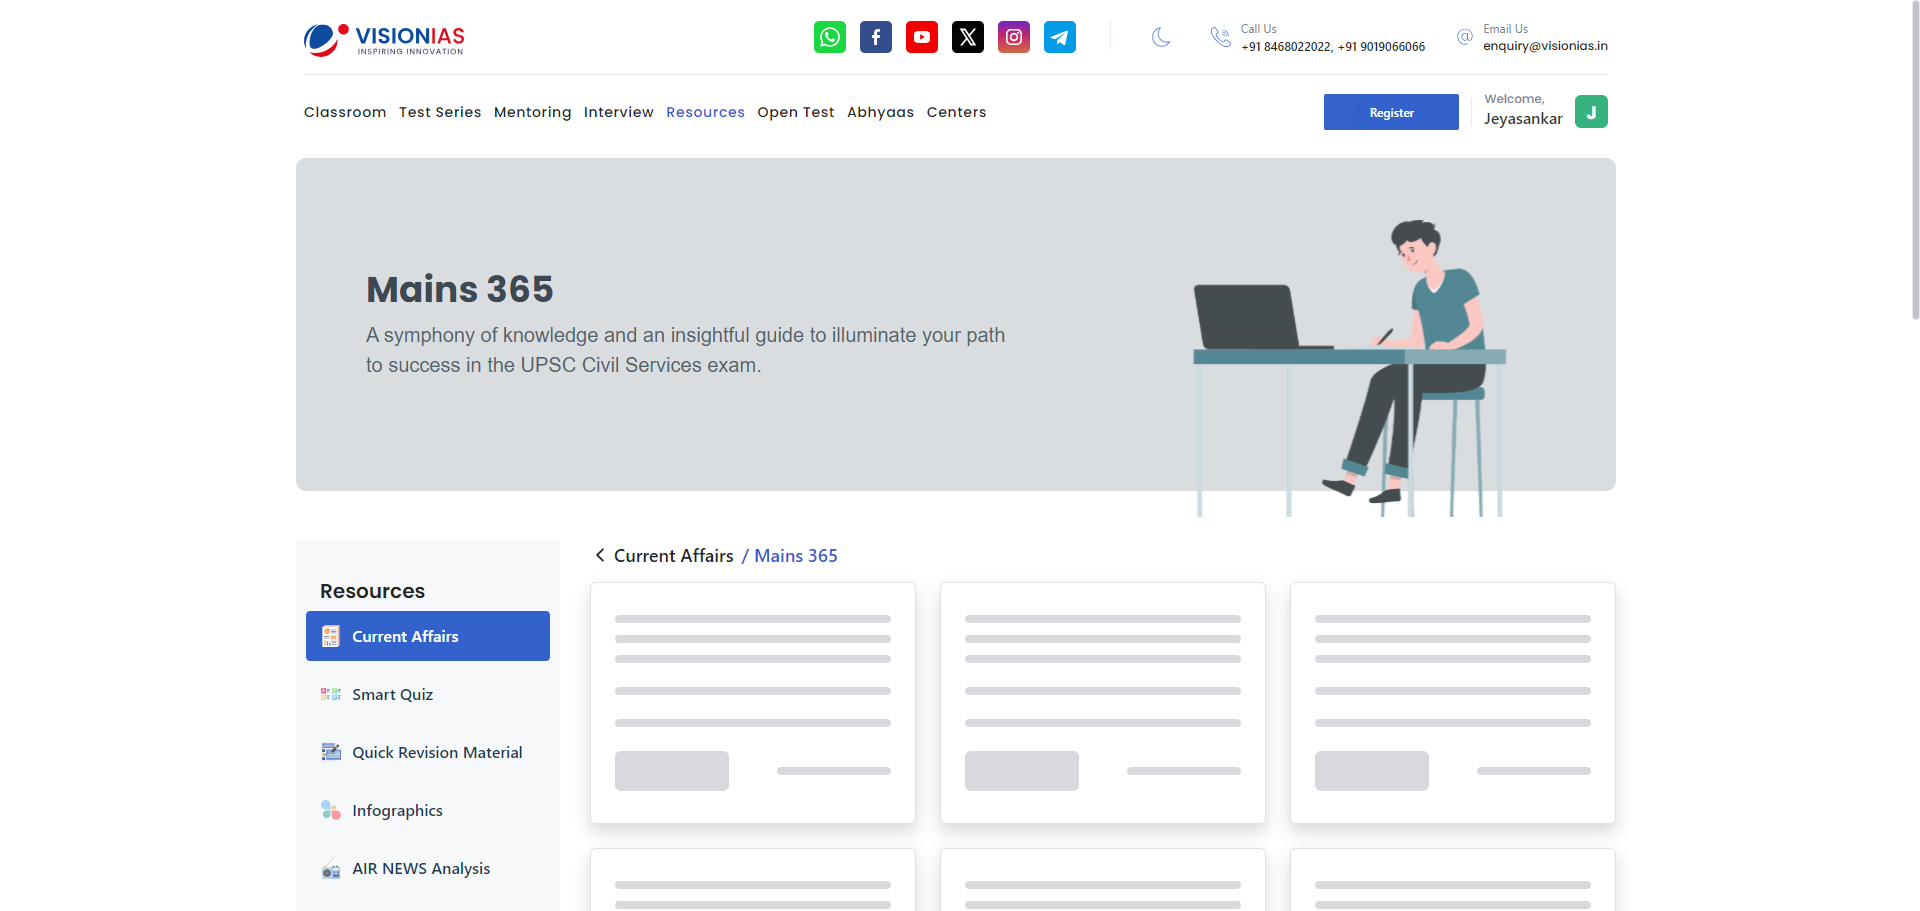 VISIONIAS
INSPIRING INNOVATION
Call Us
+91 8468022022, +91 9019066066
Email Us
enquiry@visionias.in
Classroom Test Series Mentoring Interview Resources Open Test Abhyaas Centers
Register
Welcome,
Jeyasankar
J
Mains 365
A symphony of knowledge and an insightful guide to illuminate your path
to success in the UPSC Civil Services exam.
Current Affairs / Mains 365
Resources
Current Affairs
Smart Quiz
Quick Revision Material
Infographics
AIR NEWS Analysis